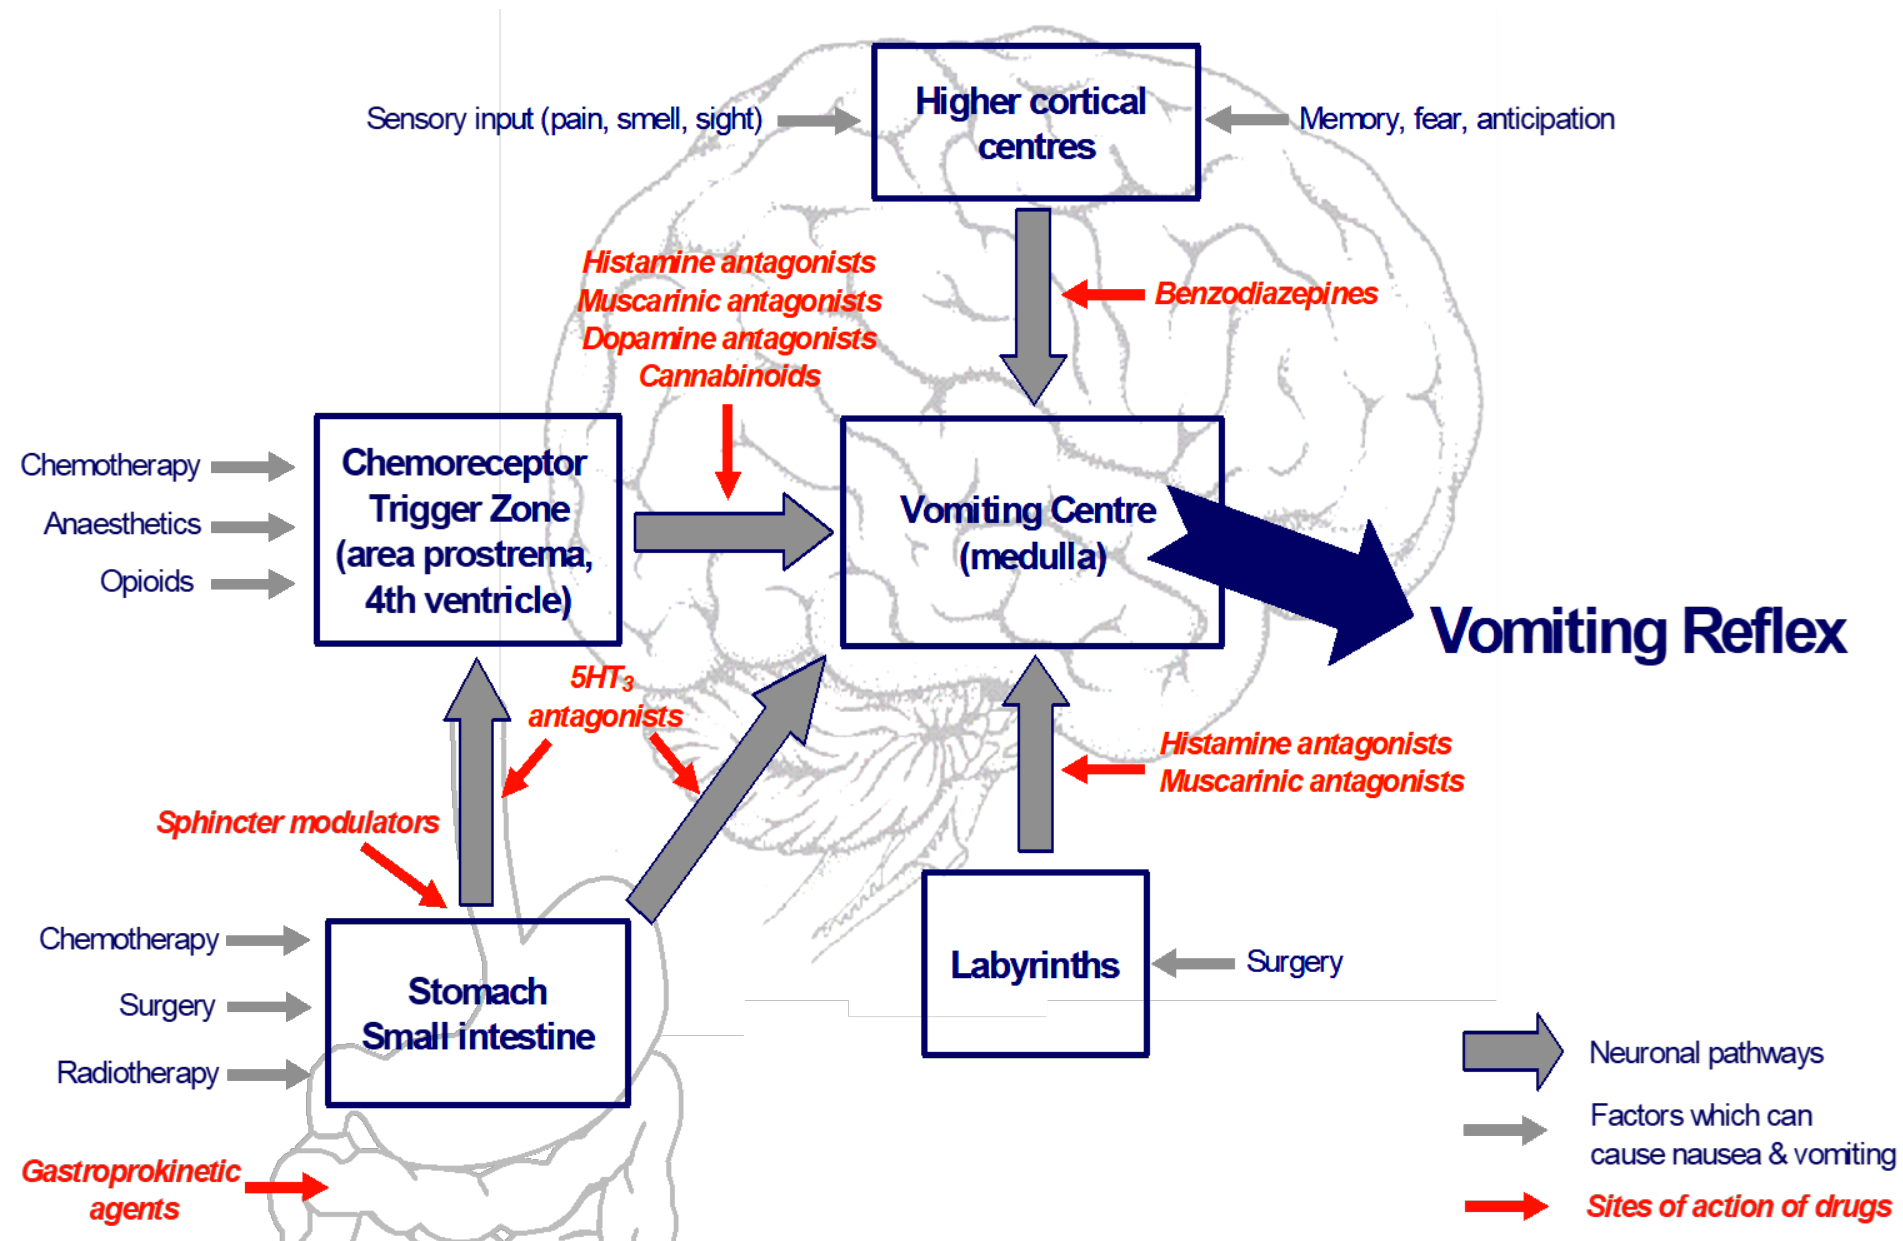 Higher cortical
centres
Sensory input (pain, smell, sight)
Memory, fear, anticipation
Histamine antagonists
Muscarinic antagonists
Dopamine antagonists
Cannabinoids
Benzodiazepines
Chemotherapy
Anaesthetics
Opioids
Chemoreceptor
Trigger Zone
(area prostrema,
4th ventricle)
Vomiting Centre
(medulla)
Vomiting Reflex
5HT₃
antagonists
Histamine antagonists
Muscarinic antagonists
Sphincter modulators
Chemotherapy
Surgery
Radiotherapy
Stomach
Small intestine
Labyrinths
Surgery
Gastroprokinetic
agents
Neuronal pathways
Factors which can
cause nausea & vomiting
Sites of action of drugs